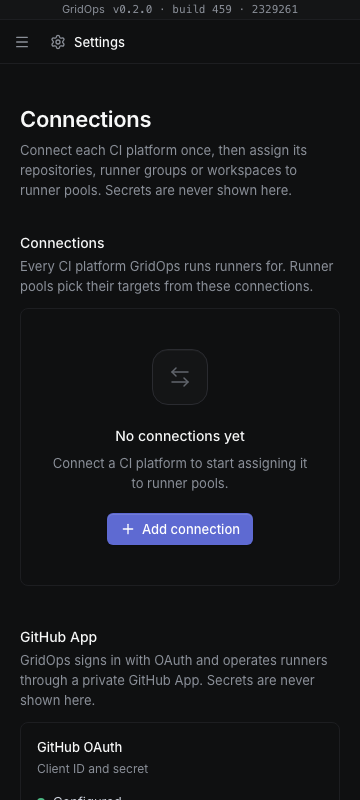 GridOps v0.2.0 · build 459 · 2329261
Settings
Connections
Connect each CI platform once, then assign its
repositories, runner groups or workspaces to
runner pools. Secrets are never shown here.
Connections
Every CI platform GridOps runs runners for. Runner
pools pick their targets from these connections.
No connections yet
Connect a CI platform to start assigning it
to runner pools.
Add connection
GitHub App
GridOps signs in with OAuth and operates runners
through a private GitHub App. Secrets are never
shown here.
GitHub OAuth
Client ID and secret
Configured